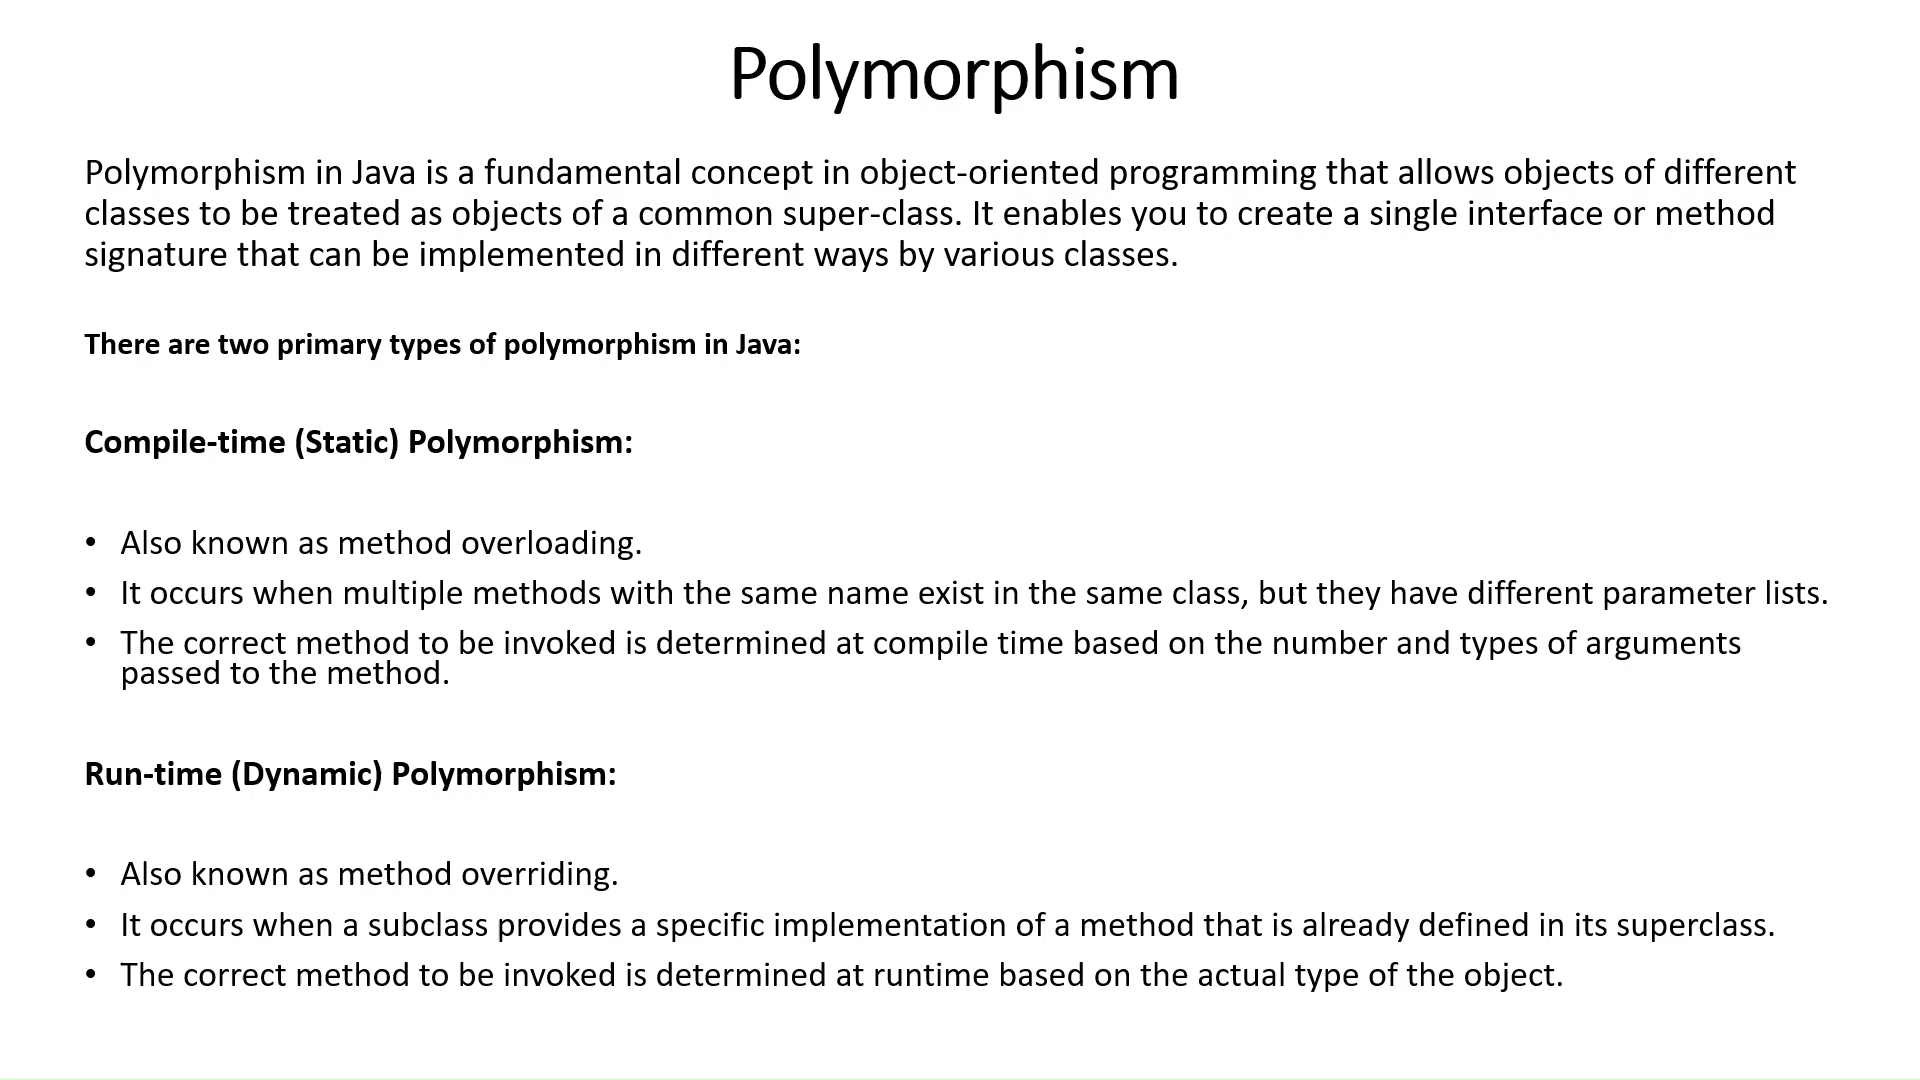 Polymorphism
Polymorphism in Java is a fundamental concept in object-oriented programming that allows objects of different
classes to be treated as objects of a common super-class. It enables you to create a single interface or method
signature that can be implemented in different ways by various classes.
There are two primary types of polymorphism in Java:
Compile-time (Static) Polymorphism:
• Also known as method overloading.
• It occurs when multiple methods with the same name exist in the same class, but they have different parameter lists.
• The correct method to be invoked is determined at compile time based on the number and types of arguments
passed to the method.
Run-time (Dynamic) Polymorphism:
• Also known as method overriding.
• It occurs when a subclass provides a specific implementation of a method that is already defined in its superclass.
• The correct method to be invoked is determined at runtime based on the actual type of the object.